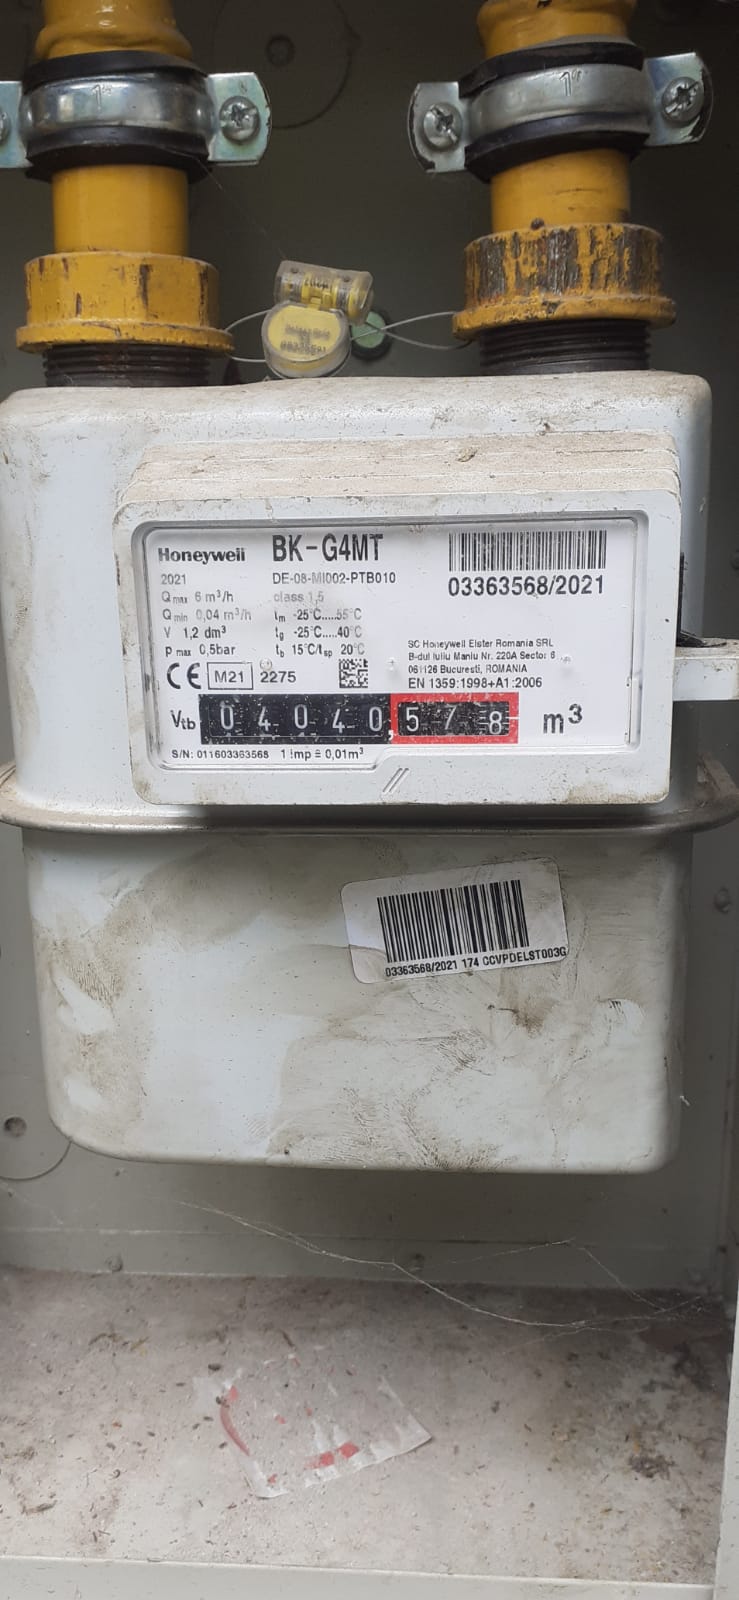 1"
1"
Honeywell
BK-G4MT
03363568/2021
2021
DE-08-MI002-PTB010
Qmax 6 m³/h
class 1,5
Qmin 0,04 m³/h
tm -25°C.....55°C
V 1,2 dm³
tg -25°C.....40°C
p max 0,5bar
tb 15°C/tsp 20°C
SC Honeywell Elster Romania SRL
B-dul Iuliu Maniu Nr. 220A Sector 6
061126 Bucuresti, ROMANIA
EN 1359:1998+A1:2006
CE M21 2275
Vtb 04040,578 m³
S/N: 011603363568 1 imp ≙ 0,01m³
03363568/2021 174 CCVPDELST003G